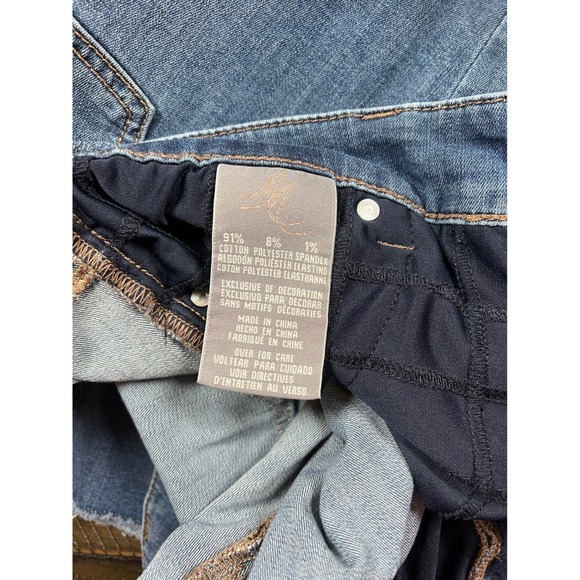 91% 8% 1%
COTTON POLYESTER SPANDEX
ALGODÓN POLIÉSTER ELASTINO
COTON POLYESTER ELASTHANNE
EXCLUSIVE OF DECORATION
EXCLUSIVO PARA DECORAR
SANS MOTIFS DÉCORATIFS
MADE IN CHINA
HECHO EN CHINA
FABRIQUÉ EN CHINE
OVER FOR CARE
VOLTEAR PARA CUIDADO
VOIR DIRECTIVES
D'ENTRETIEN AU VERSO